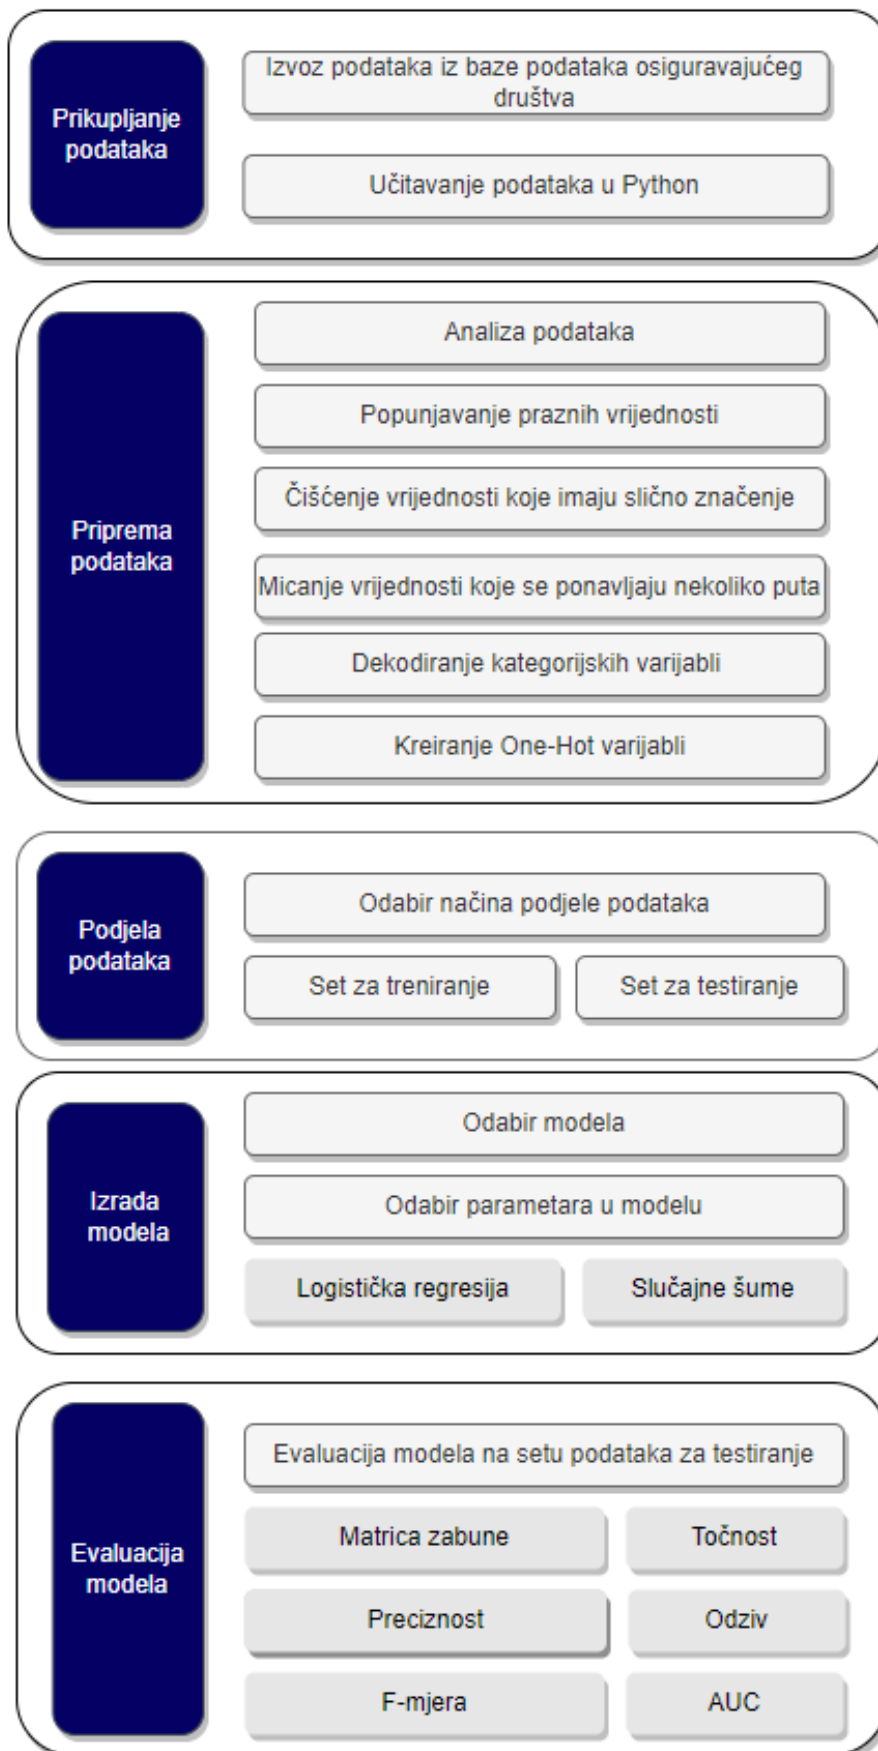 Prikupljanje
podataka
Izvoz podataka iz baze podataka osiguravajućeg
društva
Učitavanje podataka u Python
Priprema
podataka
Analiza podataka
Popunjavanje praznih vrijednosti
Čišćenje vrijednosti koje imaju slično značenje
Micanje vrijednosti koje se ponavljaju nekoliko puta
Dekodiranje kategorijskih varijabli
Kreiranje One-Hot varijabli
Podjela
podataka
Odabir načina podjele podataka
Set za treniranje
Set za testiranje
Izrada
modela
Odabir modela
Odabir parametara u modelu
Logistička regresija
Slučajne šume
Evaluacija
modela
Evaluacija modela na setu podataka za testiranje
Matrica zabune
Točnost
Preciznost
Odziv
F-mjera
AUC